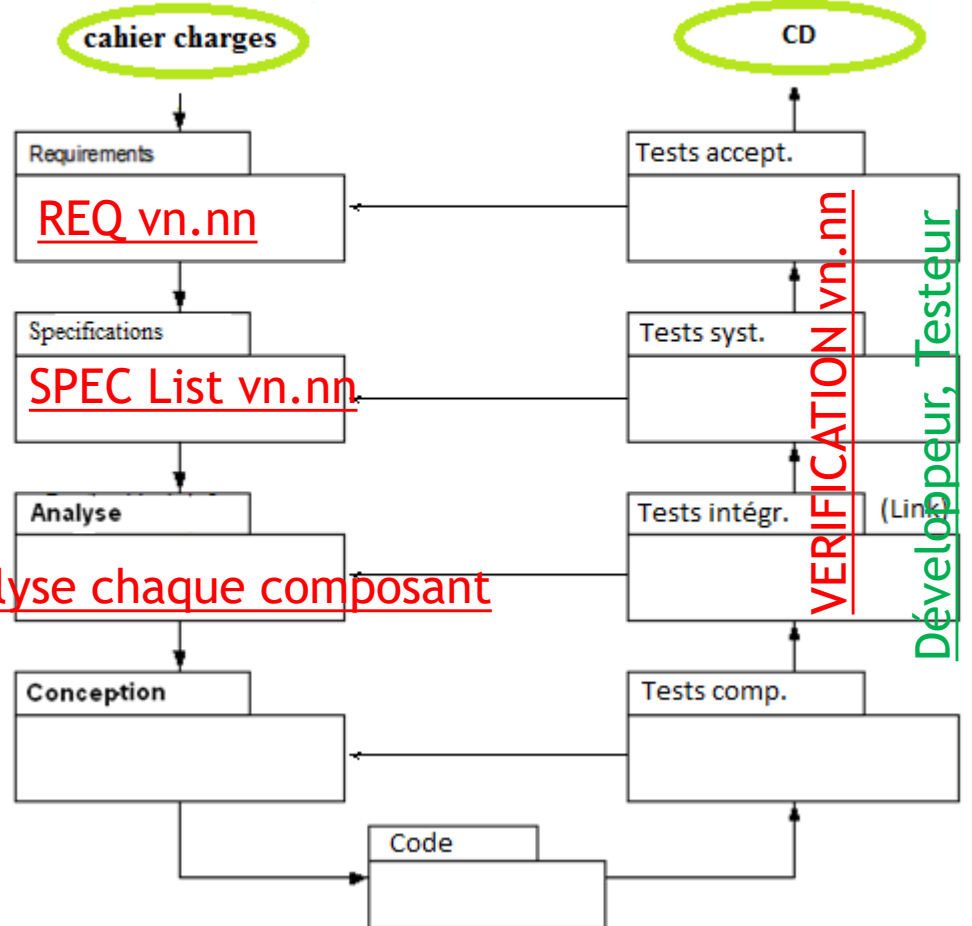 cahier charges
CD
Requirements
REQ vn.nn
Tests accept.
Specifications
SPEC List vn.nn
Tests syst.
Analyse
lyse chaque composant
Tests intégr.
(Link)
Conception
Tests comp.
Code
VERIFICATION vn.nn
Développeur, Testeur